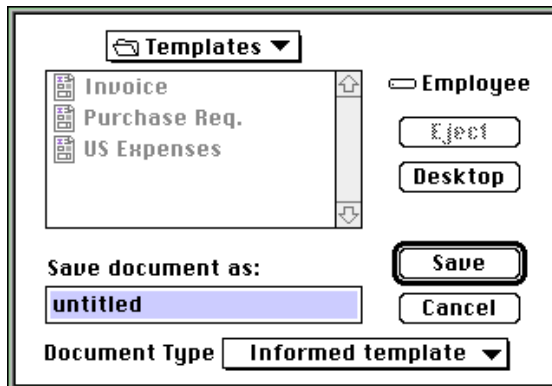 Templates
Invoice
Purchase Req.
US Expenses
Employee
Eject
Desktop
Save document as:
untitled
Save
Cancel
Document Type Informed template